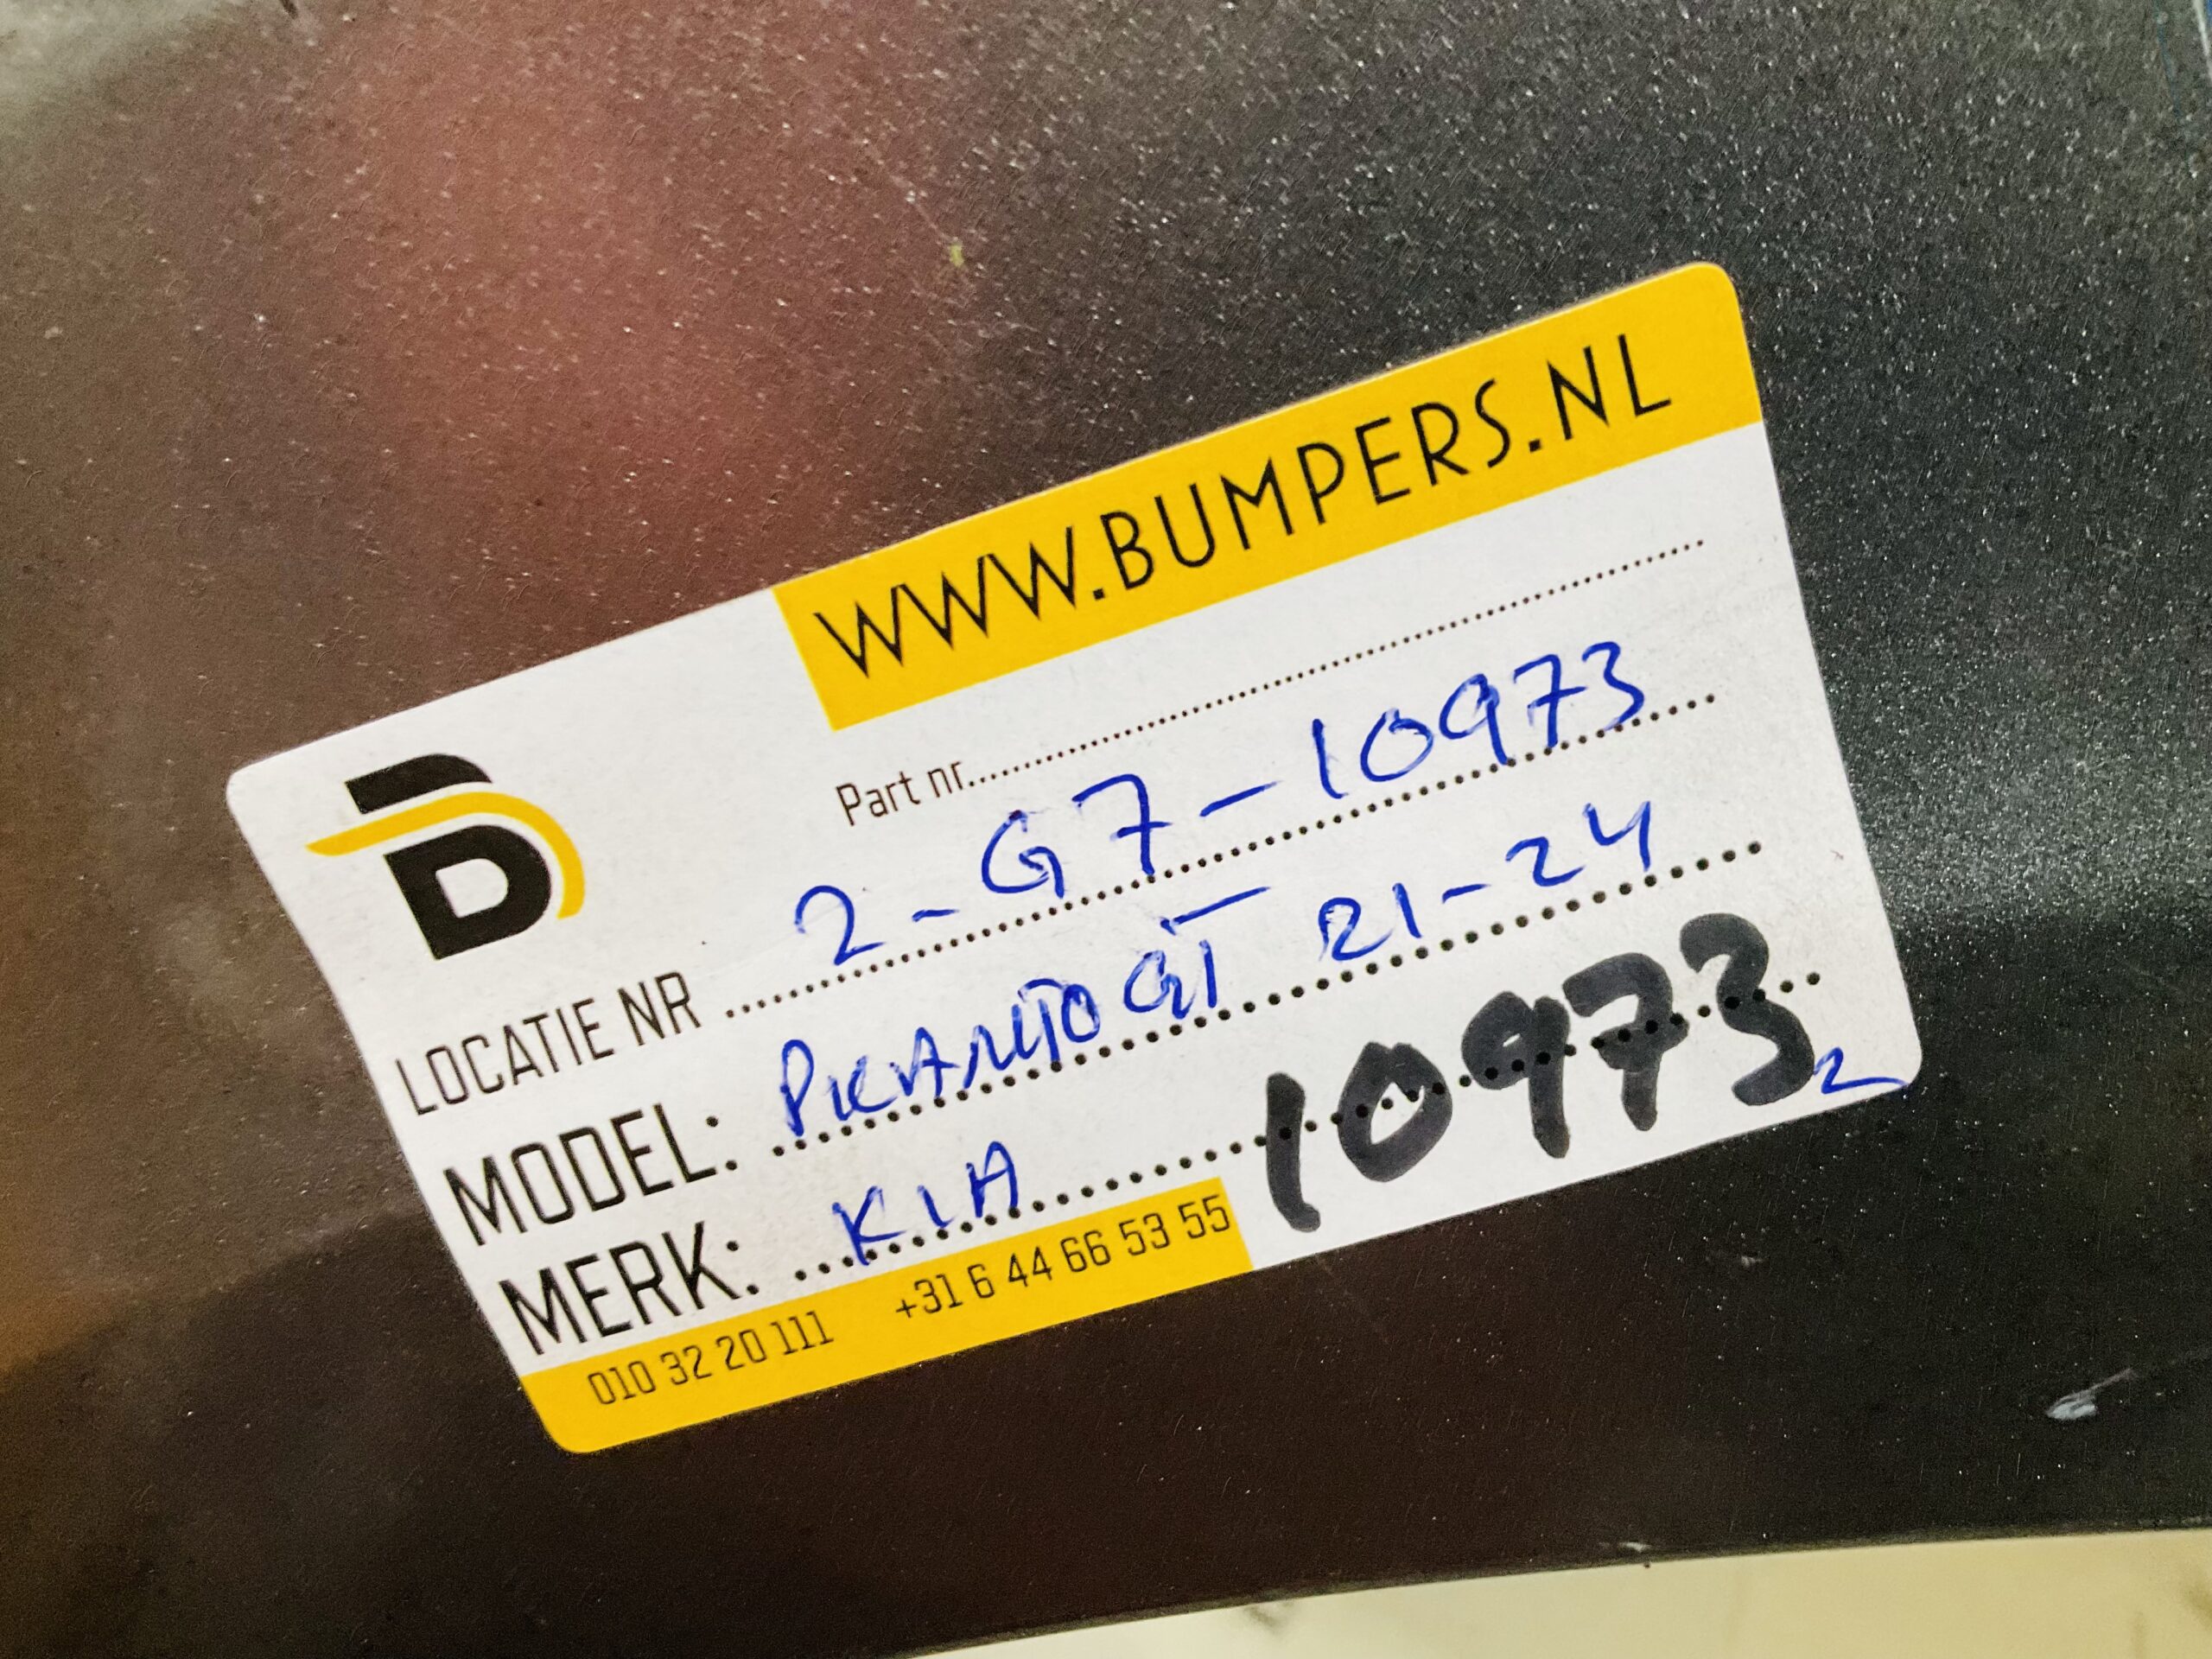 WWW.BUMPERS.NL
Part nr.
LOCATIE NR 2-G7-10973
MODEL: PICANTO GT 21-24
MERK: KIA 10973 2
010 32 20 111 +31 6 44 66 53 55